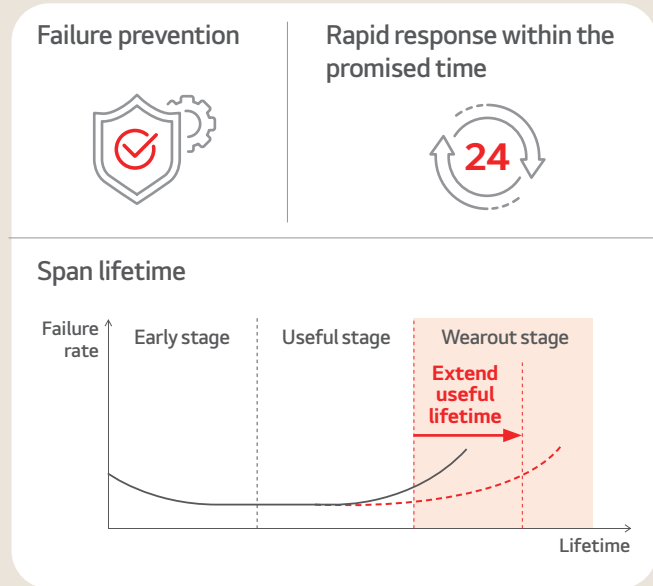 Failure prevention
Rapid response within the
promised time
24
Span lifetime
Failure
rate
Early stage
Useful stage
Wearout stage
Extend
useful
lifetime
Lifetime